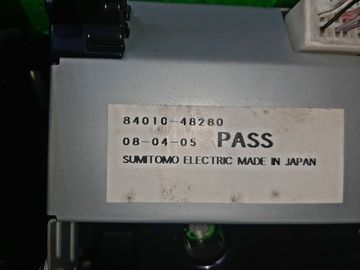 84010-48280
08-04-05 PASS
SUMITOMO ELECTRIC MADE IN JAPAN